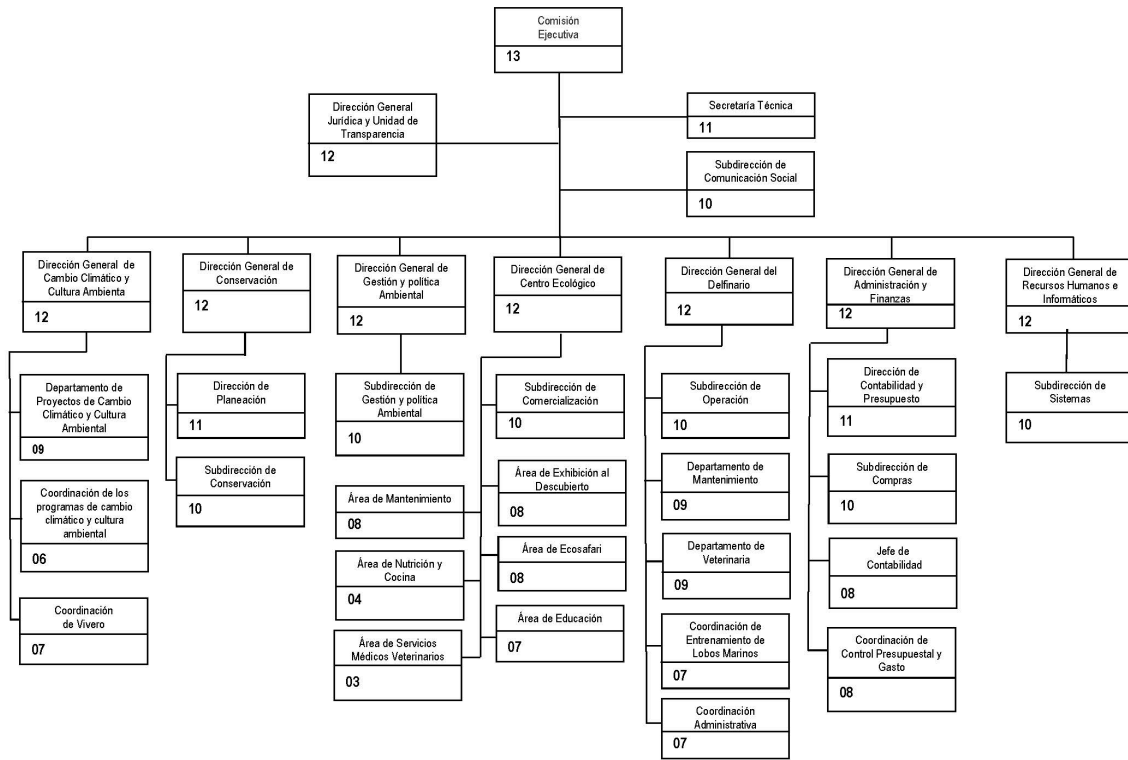 Comisión
Ejecutiva
13
Dirección General
Jurídica y Unidad de
Transparencia
12
Secretaría Técnica
11
Subdirección de
Comunicación Social
10
Dirección General de
Cambio Climático y
Cultura Ambienta
12
Dirección General de
Conservación
12
Dirección General de
Gestión y política
Ambiental
12
Dirección General de
Centro Ecológico
12
Dirección General del
Delfinario
12
Dirección General de
Administración y
Finanzas
12
Dirección General de
Recursos Humanos e
Informáticos
12
Departamento de
Proyectos de Cambio
Climático y Cultura
Ambiental
09
Coordinación de los
programas de cambio
climático y cultura
ambiental
06
Coordinación
de Vivero
07
Dirección de
Planeación
11
Subdirección de
Conservación
10
Subdirección de
Gestión y política
Ambiental
10
Área de Mantenimiento
08
Área de Nutrición y
Cocina
04
Área de Servicios
Médicos Veterinarios
03
Subdirección de
Comercialización
10
Área de Exhibición al
Descubierto
08
Área de Ecosafari
08
Área de Educación
07
Subdirección de
Operación
10
Departamento de
Mantenimiento
09
Departamento de
Veterinaria
09
Coordinación de
Entrenamiento de
Lobos Marinos
07
Coordinación
Administrativa
07
Dirección de
Contabilidad y
Presupuesto
11
Subdirección de
Compras
10
Jefe de
Contabilidad
08
Coordinación de
Control Presupuestal y
Gasto
08
Subdirección de
Sistemas
10